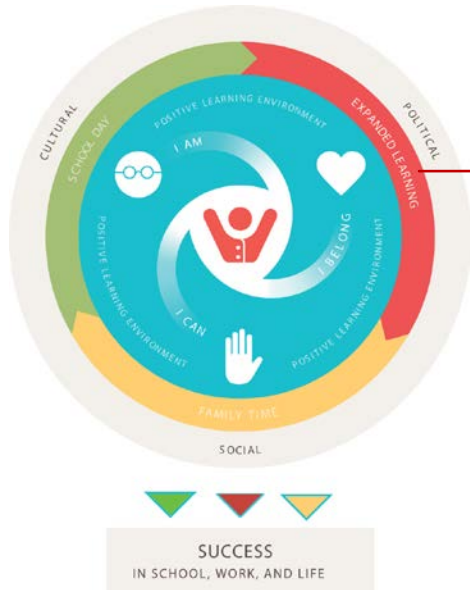 CULTURAL
POLITICAL
SOCIAL
SCHOOL DAY
EXPANDED LEARNING
FAMILY TIME
POSITIVE LEARNING ENVIRONMENT
POSITIVE LEARNING ENVIRONMENT
POSITIVE LEARNING ENVIRONMENT
I AM
I BELONG
I CAN
SUCCESS
IN SCHOOL, WORK, AND LIFE